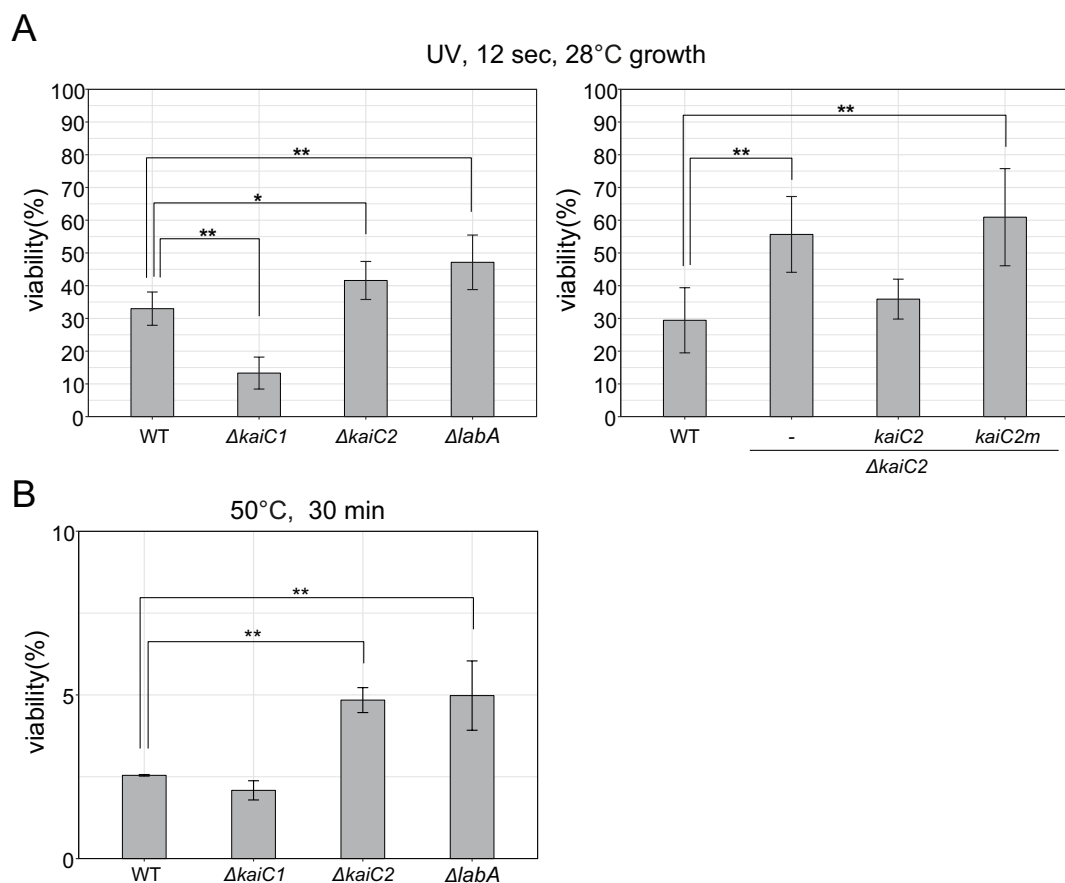 A
UV, 12 sec, 28°C growth
viability(%)
100
90
80
70
60
50
40
30
20
10
0
**
*
**
WT
ΔkaiC1
ΔkaiC2
ΔlabA
viability(%)
100
90
80
70
60
50
40
30
20
10
0
**
**
WT
-
kaiC2
kaiC2m
ΔkaiC2
B
50°C, 30 min
viability(%)
10
5
0
**
**
WT
ΔkaiC1
ΔkaiC2
ΔlabA